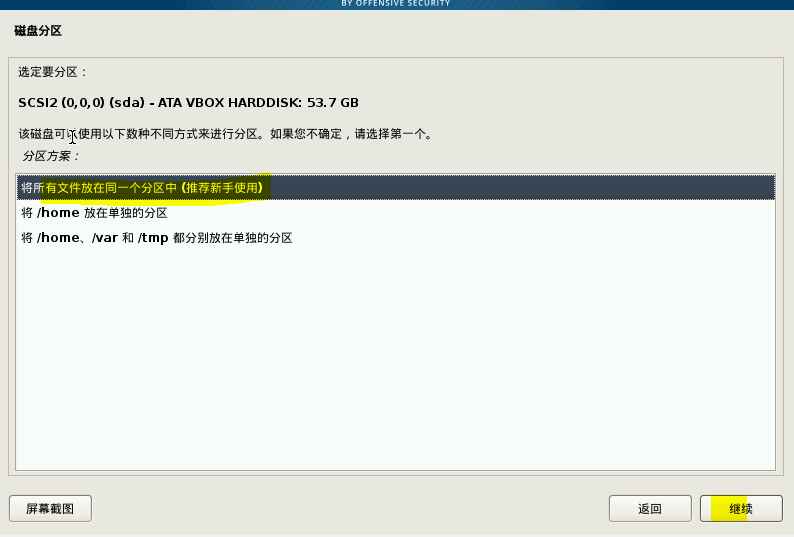 BY OFFENSIVE SECURITY
磁盘分区
选定要分区：
SCSI2 (0,0,0) (sda) - ATA VBOX HARDDISK: 53.7 GB
该磁盘可以使用以下数种不同方式来进行分区。如果您不确定，请选择第一个。
分区方案：
将所有文件放在同一个分区中 (推荐新手使用)
将 /home 放在单独的分区
将 /home、/var 和 /tmp 都分别放在单独的分区
屏幕截图
返回
继续